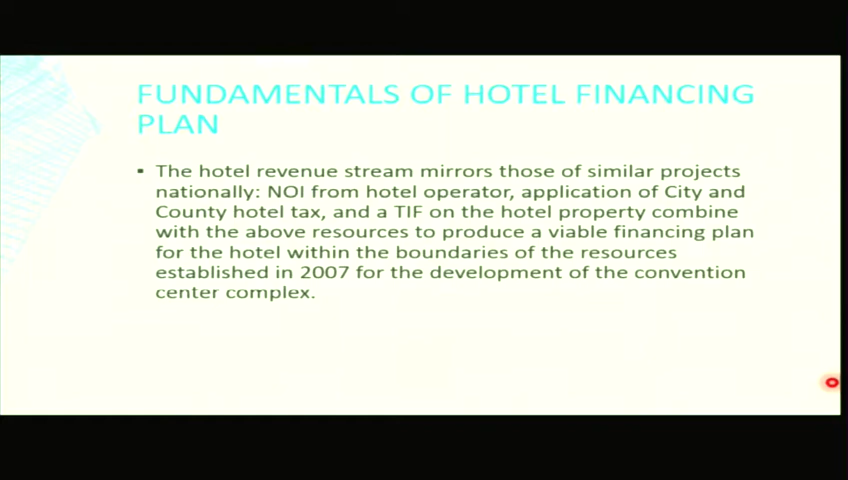 FUNDAMENTALS OF HOTEL FINANCING
PLAN
▪ The hotel revenue stream mirrors those of similar projects
nationally: NOI from hotel operator, application of City and
County hotel tax, and a TIF on the hotel property combine
with the above resources to produce a viable financing plan
for the hotel within the boundaries of the resources
established in 2007 for the development of the convention
center complex.